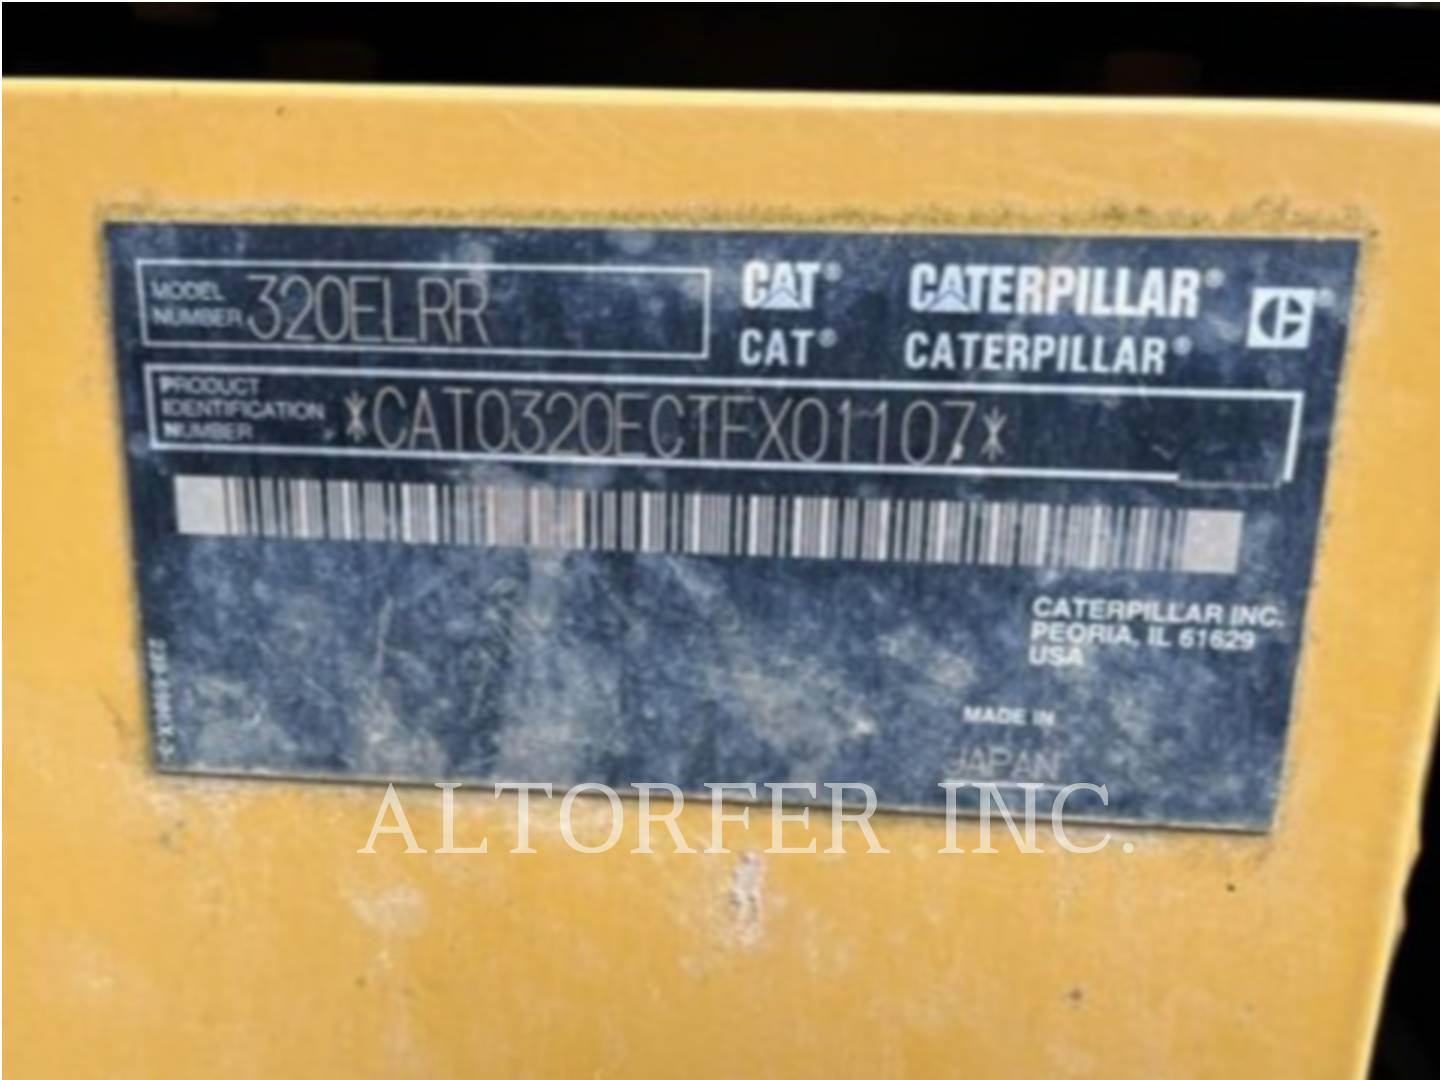 MODEL NUMBER 320ELRR
CAT® CATERPILLAR®
CAT® CATERPILLAR®
PRODUCT IDENTIFICATION NUMBER *CAT0320ECTFX01107*
CATERPILLAR INC.
PEORIA, IL 61629
USA
MADE IN
JAPAN
ALTORFER INC.